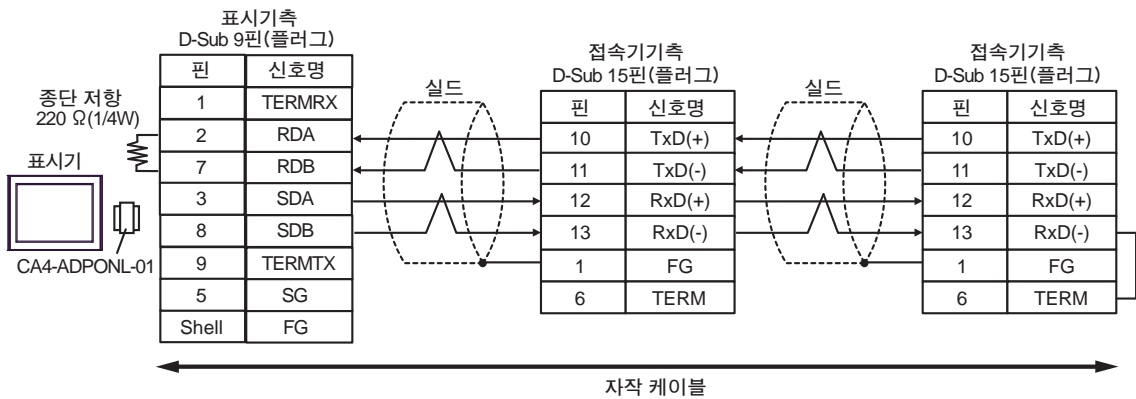 표시기측
D-Sub 9핀(플러그)
핀 신호명
1 TERMRX
2 RDA
7 RDB
3 SDA
8 SDB
9 TERMTX
5 SG
Shell FG
종단 저항
220 Ω(1/4W)
표시기
CA4-ADPONL-01
실드
접속기기측
D-Sub 15핀(플러그)
핀 신호명
10 TxD(+)
11 TxD(-)
12 RxD(+)
13 RxD(-)
1 FG
6 TERM
실드
접속기기측
D-Sub 15핀(플러그)
핀 신호명
10 TxD(+)
11 TxD(-)
12 RxD(+)
13 RxD(-)
1 FG
6 TERM
자작 케이블